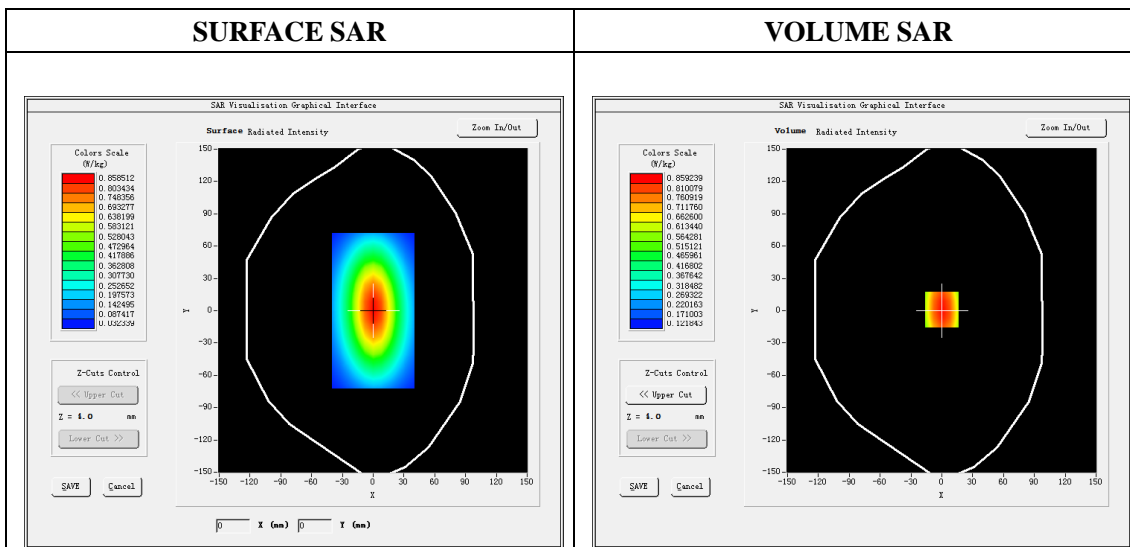 SURFACE SAR
VOLUME SAR
SAR Visualisation Graphical Interface
Surface Radiated Intensity
Zoom In/Out
Colors Scale
(W/kg)
0.858512
0.803434
0.748356
0.693277
0.638199
0.583121
0.528043
0.472964
0.417886
0.362808
0.307730
0.252652
0.197573
0.142495
0.087417
0.032339
150
120
90
60
30
0
-30
-60
-90
-120
-150
Y
-150 -120 -90 -60 -30 0 30 60 90 120 150
X
Z-Cuts Control
<< Upper Cut
Z = 4.0 mm
Lower Cut >>
SAVE Cancel
0 X (mm) 0 Y (mm)
SAR Visualisation Graphical Interface
Volume Radiated Intensity
Zoom In/Out
Colors Scale
(W/kg)
0.859239
0.810079
0.760919
0.711760
0.662600
0.613440
0.564281
0.515121
0.465961
0.416802
0.367642
0.318482
0.269322
0.220163
0.171003
0.121843
150
120
90
60
30
0
-30
-60
-90
-120
-150
Y
-150 -120 -90 -60 -30 0 30 60 90 120 150
X
Z-Cuts Control
<< Upper Cut
Z = 4.0 mm
Lower Cut >>
SAVE Cancel